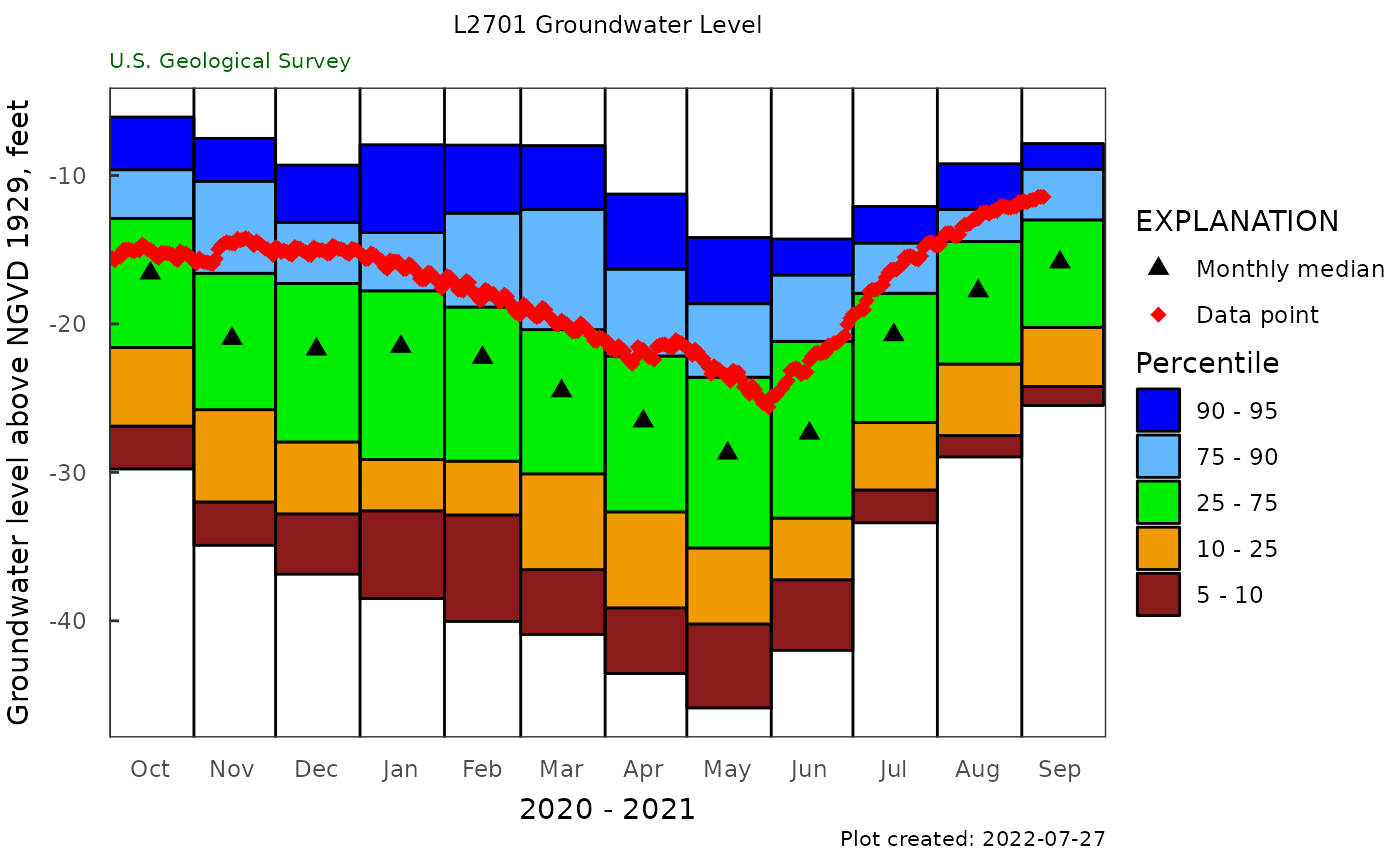 L2701 Groundwater Level
U.S. Geological Survey
Groundwater level above NGVD 1929, feet
-10
-20
-30
-40
Oct Nov Dec Jan Feb Mar Apr May Jun Jul Aug Sep
2020 - 2021
EXPLANATION
Monthly median
Data point
Percentile
90 - 95
75 - 90
25 - 75
10 - 25
5 - 10
Plot created: 2022-07-27